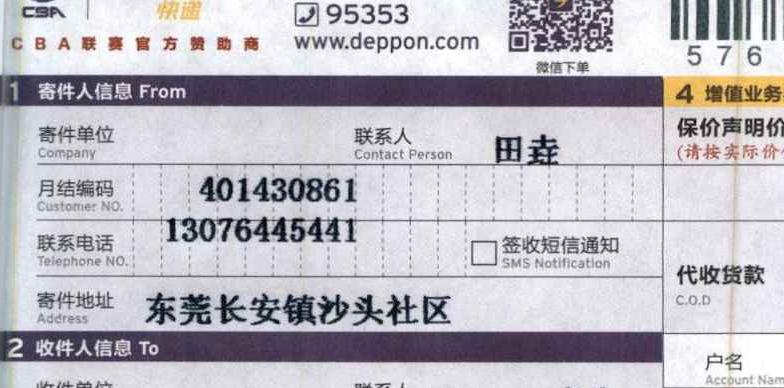 CBA
快递
95353
CBA联赛官方赞助商
www.deppon.com
微信下单
576
1 寄件人信息 From
4 增值业务
寄件单位
Company
联系人
Contact Person
田垚
保价声明价
(请按实际价
月结编码
Customer NO.
401430861
联系电话
Telephone NO.
13076445441
签收短信通知
SMS Notification
代收货款
C.O.D
寄件地址
Address
东莞长安镇沙头社区
2 收件人信息 To
户名
Account Nam
收件单位
联系人